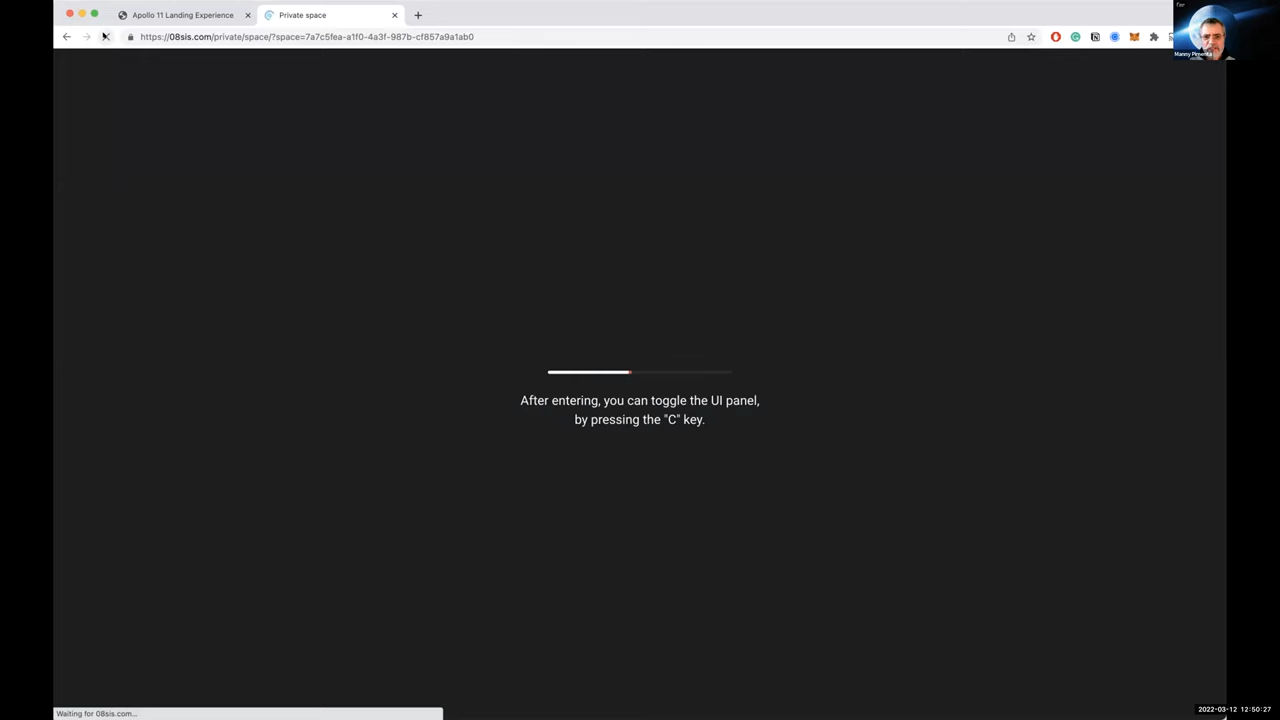 Apollo 11 Landing Experience
Private space
https://08sis.com/private/space/?space=7a7c5fea-a1f0-4a3f-987b-cf857a9a1ab0
Manny Pimenta
After entering, you can toggle the UI panel,
by pressing the "C" key.
Waiting for 08sis.com...
2022-03-12 12:50:27